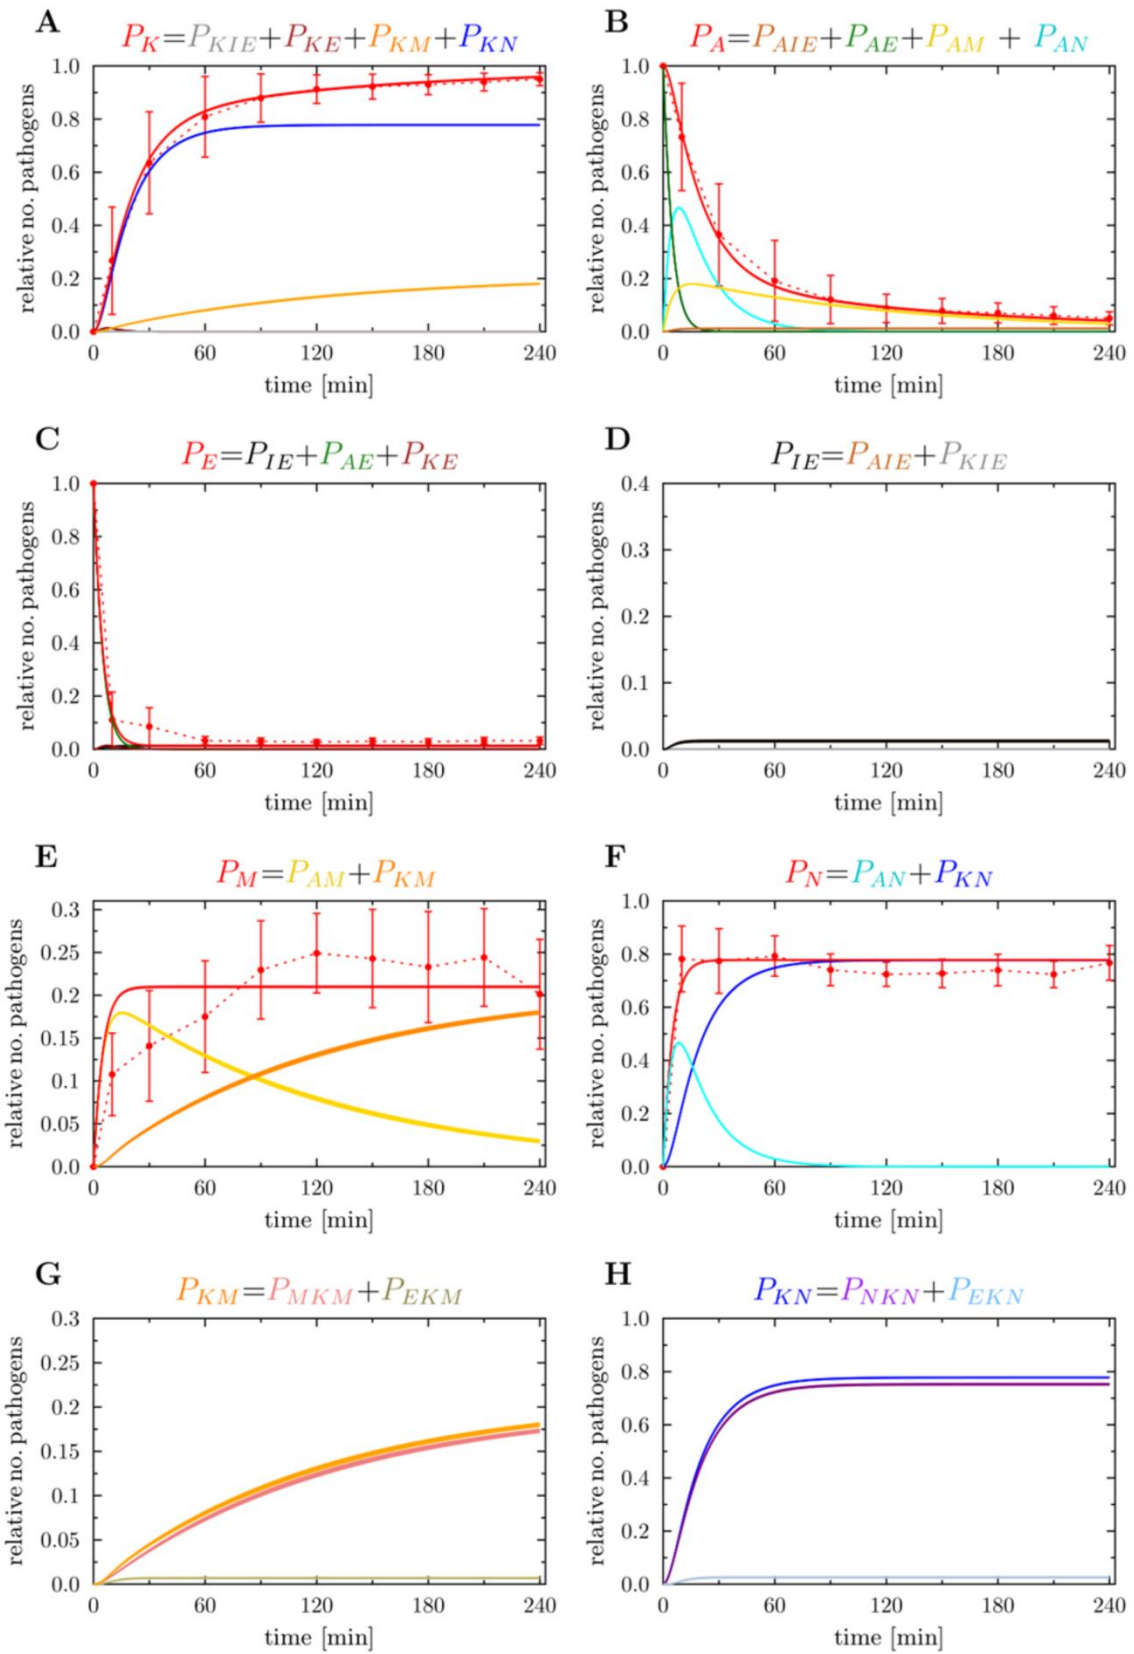 A
P_K=P_KIE+P_KE+P_KM+P_KN
relative no. pathogens
1.0
0.8
0.6
0.4
0.2
0.0
0 60 120 180 240
time [min]
B
P_A=P_AIE+P_AE+P_AM + P_AN
relative no. pathogens
1.0
0.8
0.6
0.4
0.2
0.0
0 60 120 180 240
time [min]
C
P_E=P_IE+P_AE+P_KE
relative no. pathogens
1.0
0.8
0.6
0.4
0.2
0.0
0 60 120 180 240
time [min]
D
P_IE=P_AIE+P_KIE
relative no. pathogens
0.4
0.3
0.2
0.1
0.0
0 60 120 180 240
time [min]
E
P_M=P_AM+P_KM
relative no. pathogens
0.3
0.25
0.2
0.15
0.1
0.05
0.0
0 60 120 180 240
time [min]
F
P_N=P_AN+P_KN
relative no. pathogens
1.0
0.8
0.6
0.4
0.2
0.0
0 60 120 180 240
time [min]
G
P_KM=P_MKM+P_EKM
relative no. pathogens
0.3
0.25
0.2
0.15
0.1
0.05
0.0
0 60 120 180 240
time [min]
H
P_KN=P_NKN+P_EKN
relative no. pathogens
1.0
0.8
0.6
0.4
0.2
0.0
0 60 120 180 240
time [min]